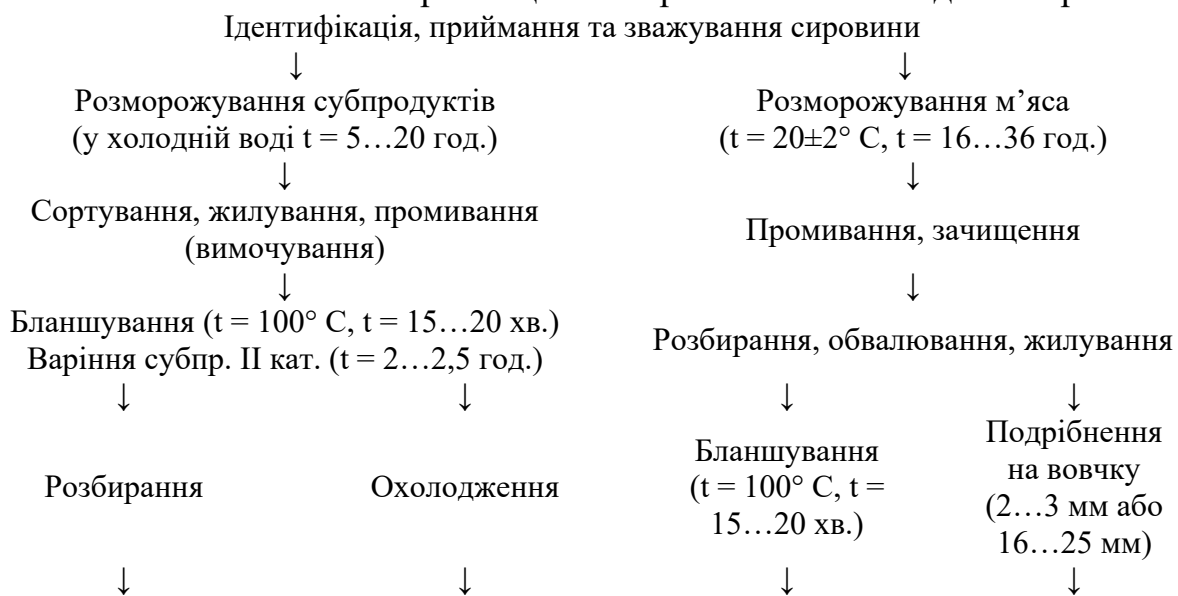 Ідентифікація, приймання та зважування сировини
↓ ↓
Розморожування субпродуктів
(у холодній воді t = 5…20 год.)
Розморожування м’яса
(t = 20±2° С, t = 16…36 год.)
↓ ↓
Сортування, жилування, промивання
(вимочування)
Промивання, зачищення
↓ ↓
Бланшування (t = 100° С, t = 15…20 хв.)
Варіння субпр. ІІ кат. (t = 2…2,5 год.)
Розбирання, обвалювання, жилування
↓ ↓ ↓ ↓
Розбирання
Охолодження
Бланшування
(t = 100° С, t =
15…20 хв.)
Подрібнення
на вовчку
(2…3 мм або
16…25 мм)
↓ ↓ ↓ ↓